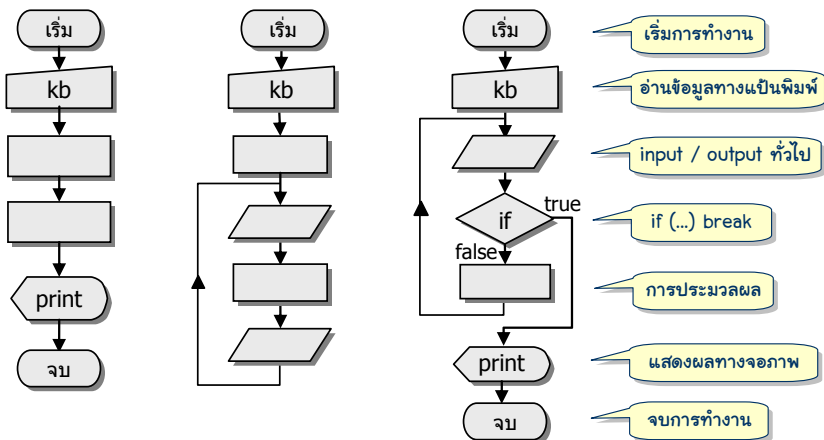 เริ่ม
kb
print
จบ
เริ่ม
kb
เริ่ม
kb
if
true
false
print
จบ
เริ่มการทำงาน
อ่านข้อมูลทางแป้นพิมพ์
input / output ทั่วไป
if (...) break
การประมวลผล
แสดงผลทางจอภาพ
จบการทำงาน